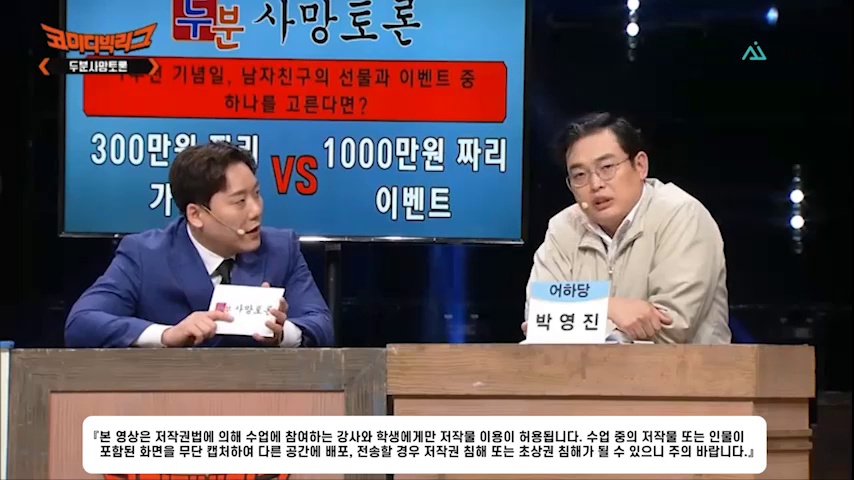 코미디빅리그
두분사망토론
두분 사망토론
기념일, 남자친구의 선물과 이벤트 중
하나를 고른다면?
300만원
VS
1000만원 짜리
이벤트
두분 사망토론
어하당
박영진
『본 영상은 저작권법에 의해 수업에 참여하는 강사와 학생에게만 저작물 이용이 허용됩니다. 수업 중의 저작물 또는 인물이
포함된 화면을 무단 캡처하여 다른 공간에 배포, 전송할 경우 저작권 침해 또는 초상권 침해가 될 수 있으니 주의 바랍니다.』